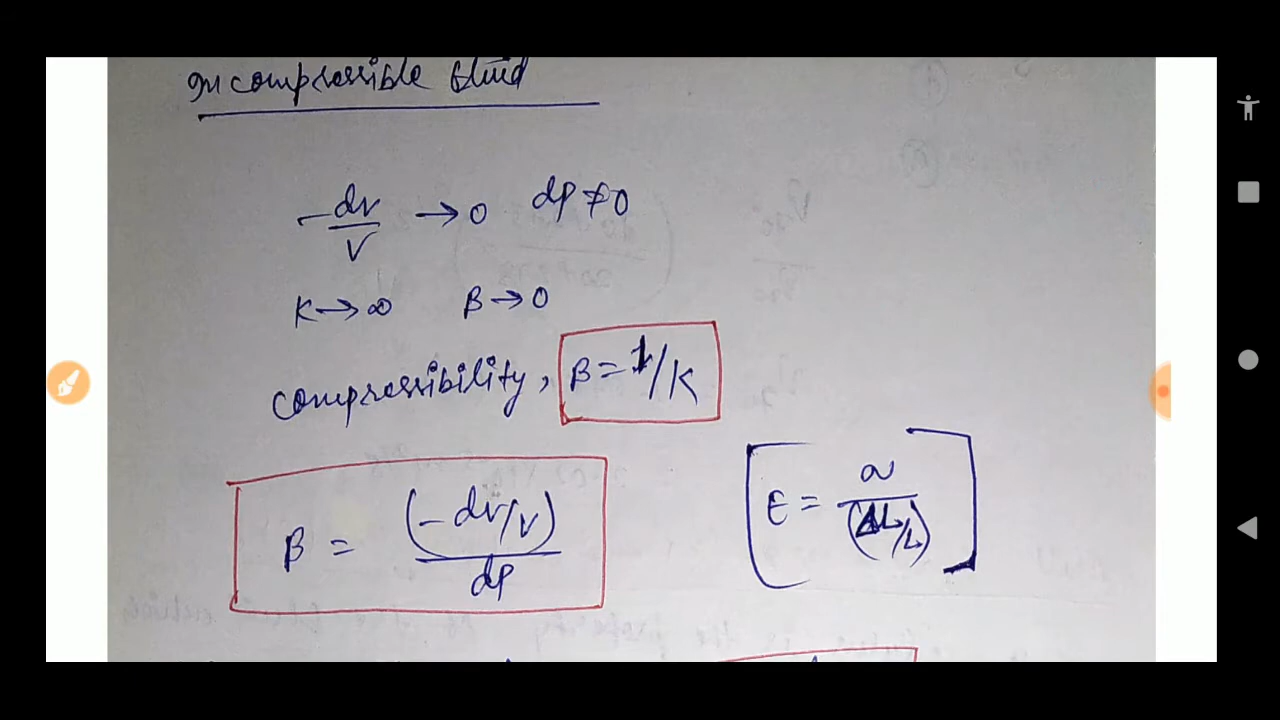 Incompressible fluid
-dv/V → 0 dp ≠ 0
K → ∞ β → 0
compressibility, β = 1/K
β = (-dv/V)/dp
E = σ/(ΔL/L)